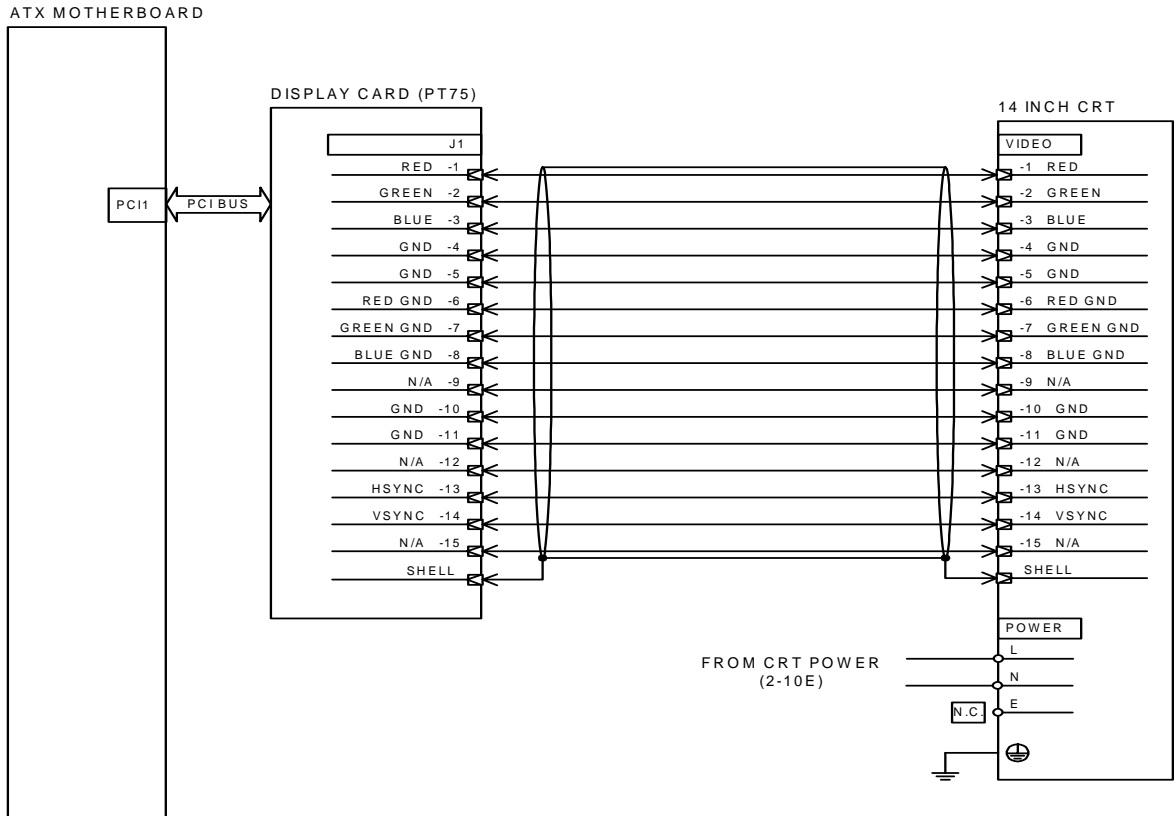 ATX MOTHERBOARD
PCI1
PCI BUS
DISPLAY CARD (PT75)
J1
RED -1
GREEN -2
BLUE -3
GND -4
GND -5
RED GND -6
GREEN GND -7
BLUE GND -8
N/A -9
GND -10
GND -11
N/A -12
HSYNC -13
VSYNC -14
N/A -15
SHELL
14 INCH CRT
VIDEO
-1 RED
-2 GREEN
-3 BLUE
-4 GND
-5 GND
-6 RED GND
-7 GREEN GND
-8 BLUE GND
-9 N/A
-10 GND
-11 GND
-12 N/A
-13 HSYNC
-14 VSYNC
-15 N/A
SHELL
POWER
L
N
E
FROM CRT POWER
(2-10E)
N.C.